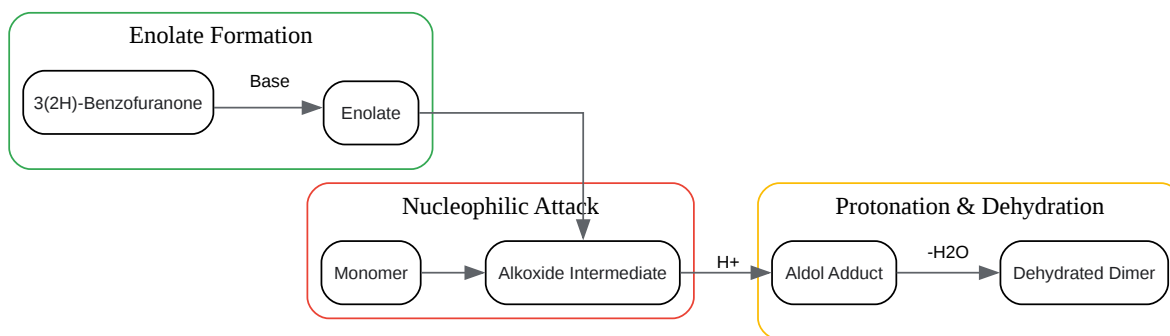 Enolate Formation
3(2H)-Benzofuranone
Base
Enolate
Nucleophilic Attack
Monomer
Alkoxide Intermediate
H+
Protonation & Dehydration
Aldol Adduct
-H2O
Dehydrated Dimer